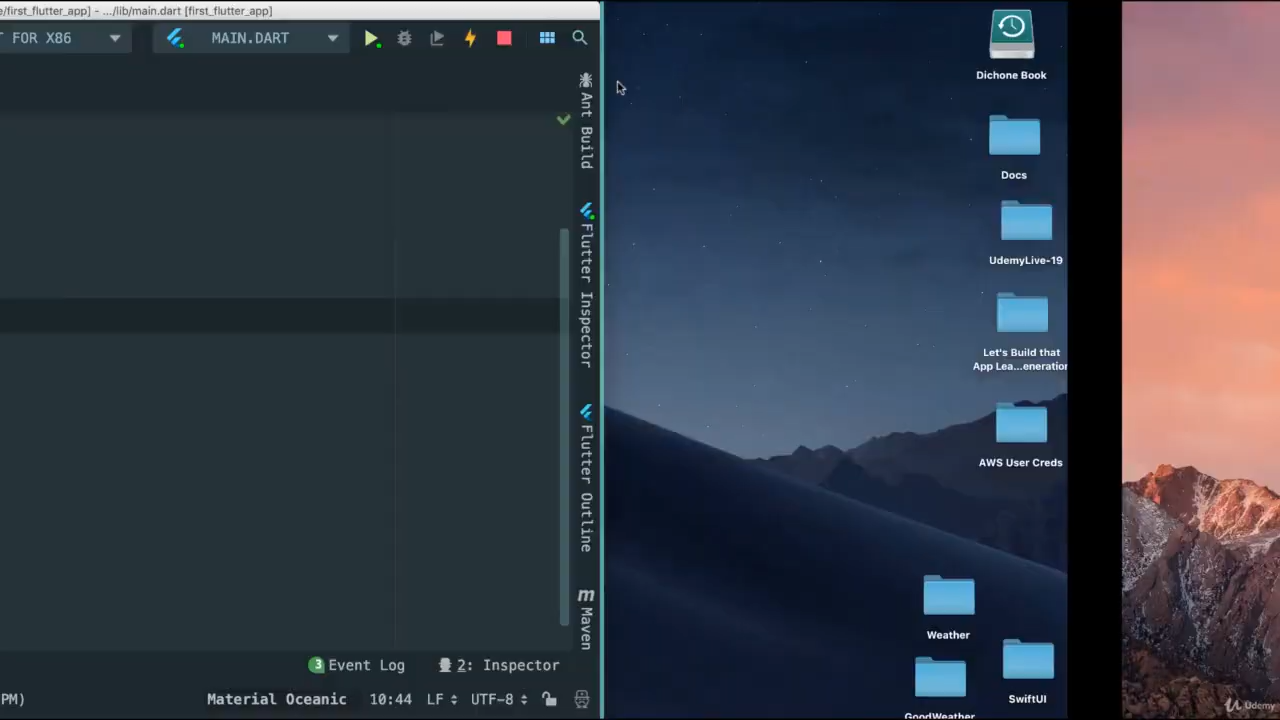 e/first_flutter_app] - .../lib/main.dart [first_flutter_app]
T FOR X86
MAIN.DART
Ant Build
Flutter Inspector
Flutter Outline
m Maven
3 Event Log
2: Inspector
PM)
Material Oceanic
10:44
LF
UTF-8
Dichone Book
Docs
UdemyLive-19
Let's Build that
App Lea...eneration
AWS User Creds
Weather
SwiftUI
GoodWeather
Udemy